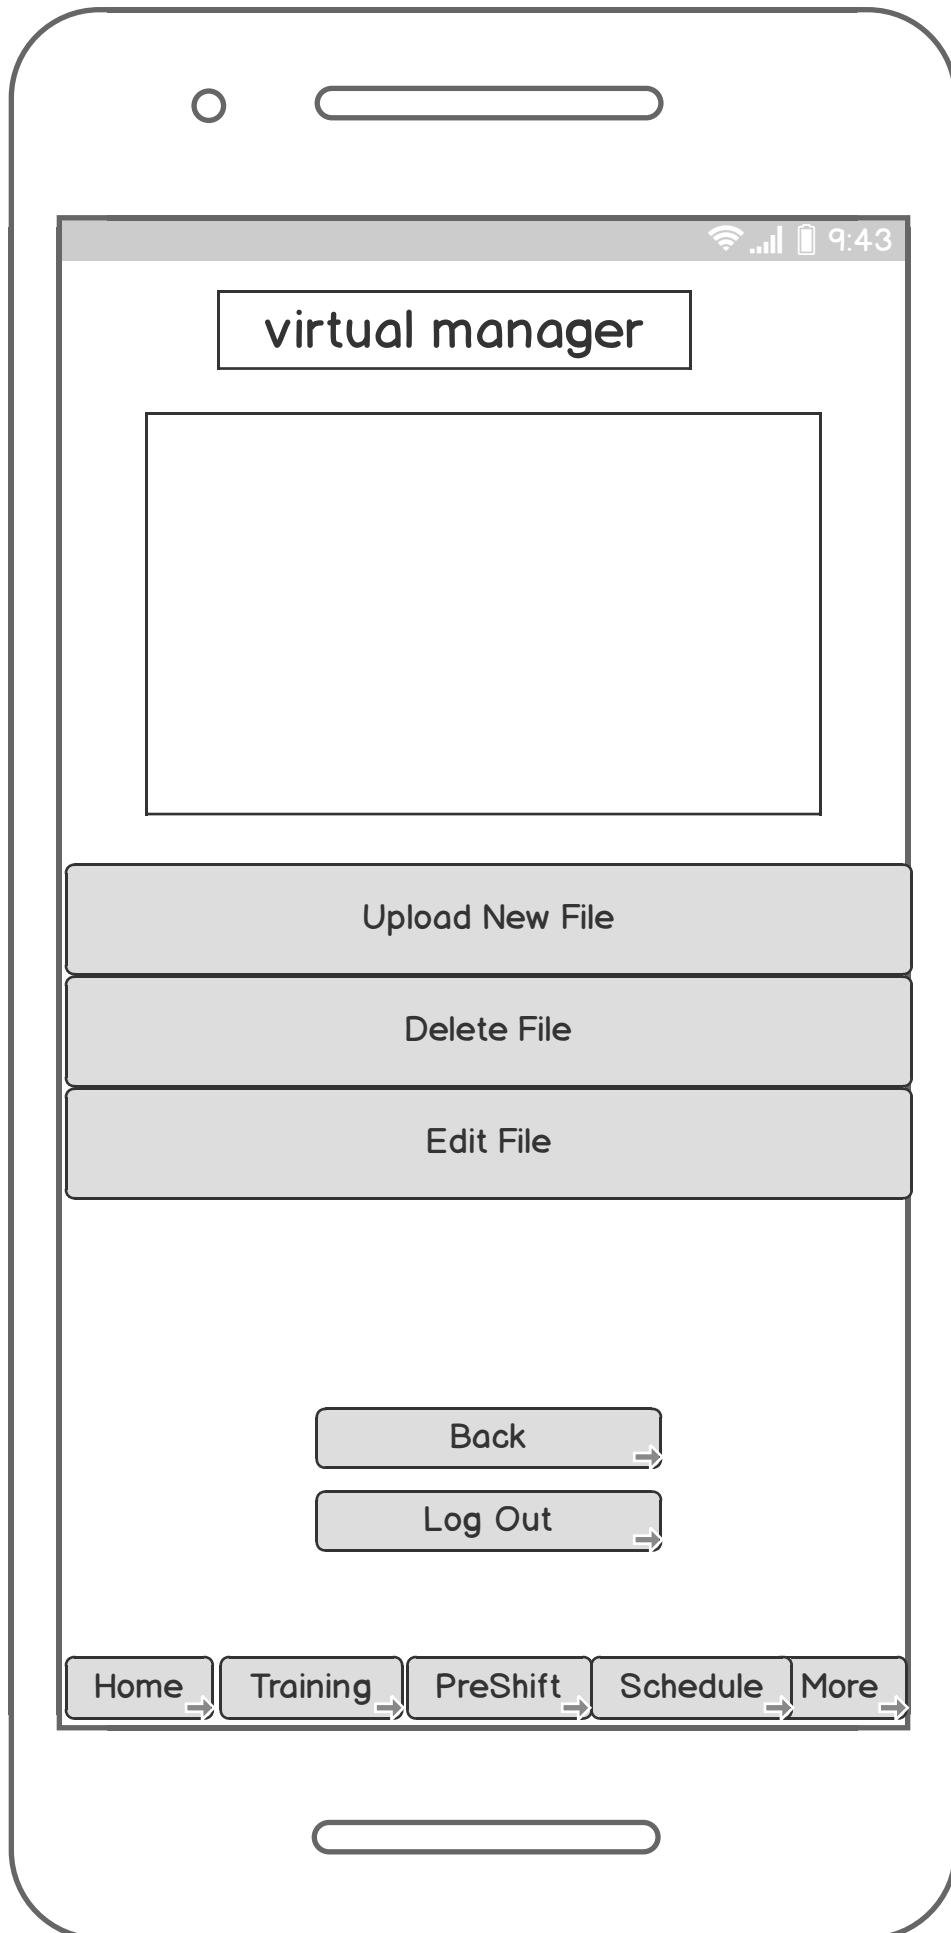 9:43
virtual manager
Upload New File
Delete File
Edit File
Back
Log Out
Home Training PreShift Schedule More